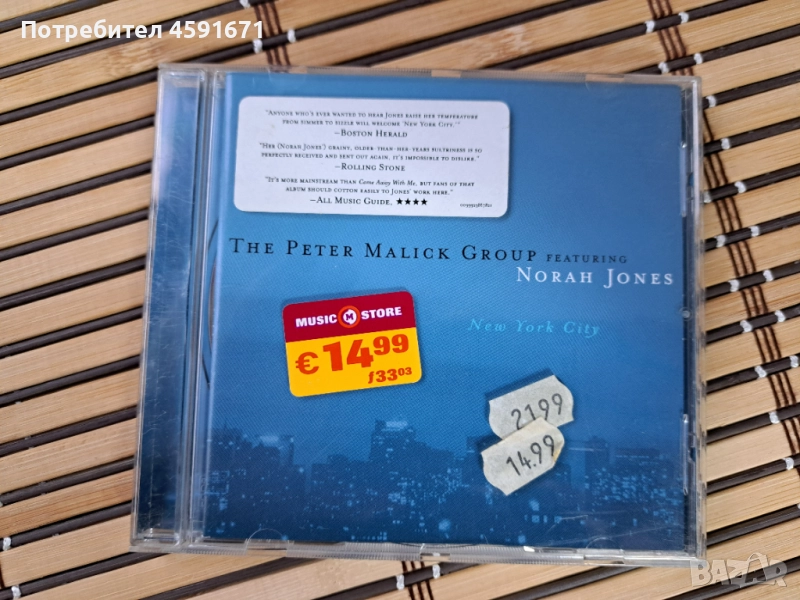 Потребител 4591671
"Anyone who's ever wanted to hear Jones raise her temperature
from simmer to sizzle will welcome 'New York City.'"
–Boston Herald
"Her (Norah Jones') grainy, older-than-her-years sultriness is so
perfectly received and sent out again, it's impossible to dislike."
–Rolling Stone
"It's more mainstream than Come Away With Me, but fans of that
album should cotton easily to Jones' work here."
–All Music Guide, ★★★★
The Peter Malick Group featuring
Norah Jones
New York City
MUSIC M STORE
€ 14.99
ƒ33.03
21.99
14.99
BAZAR